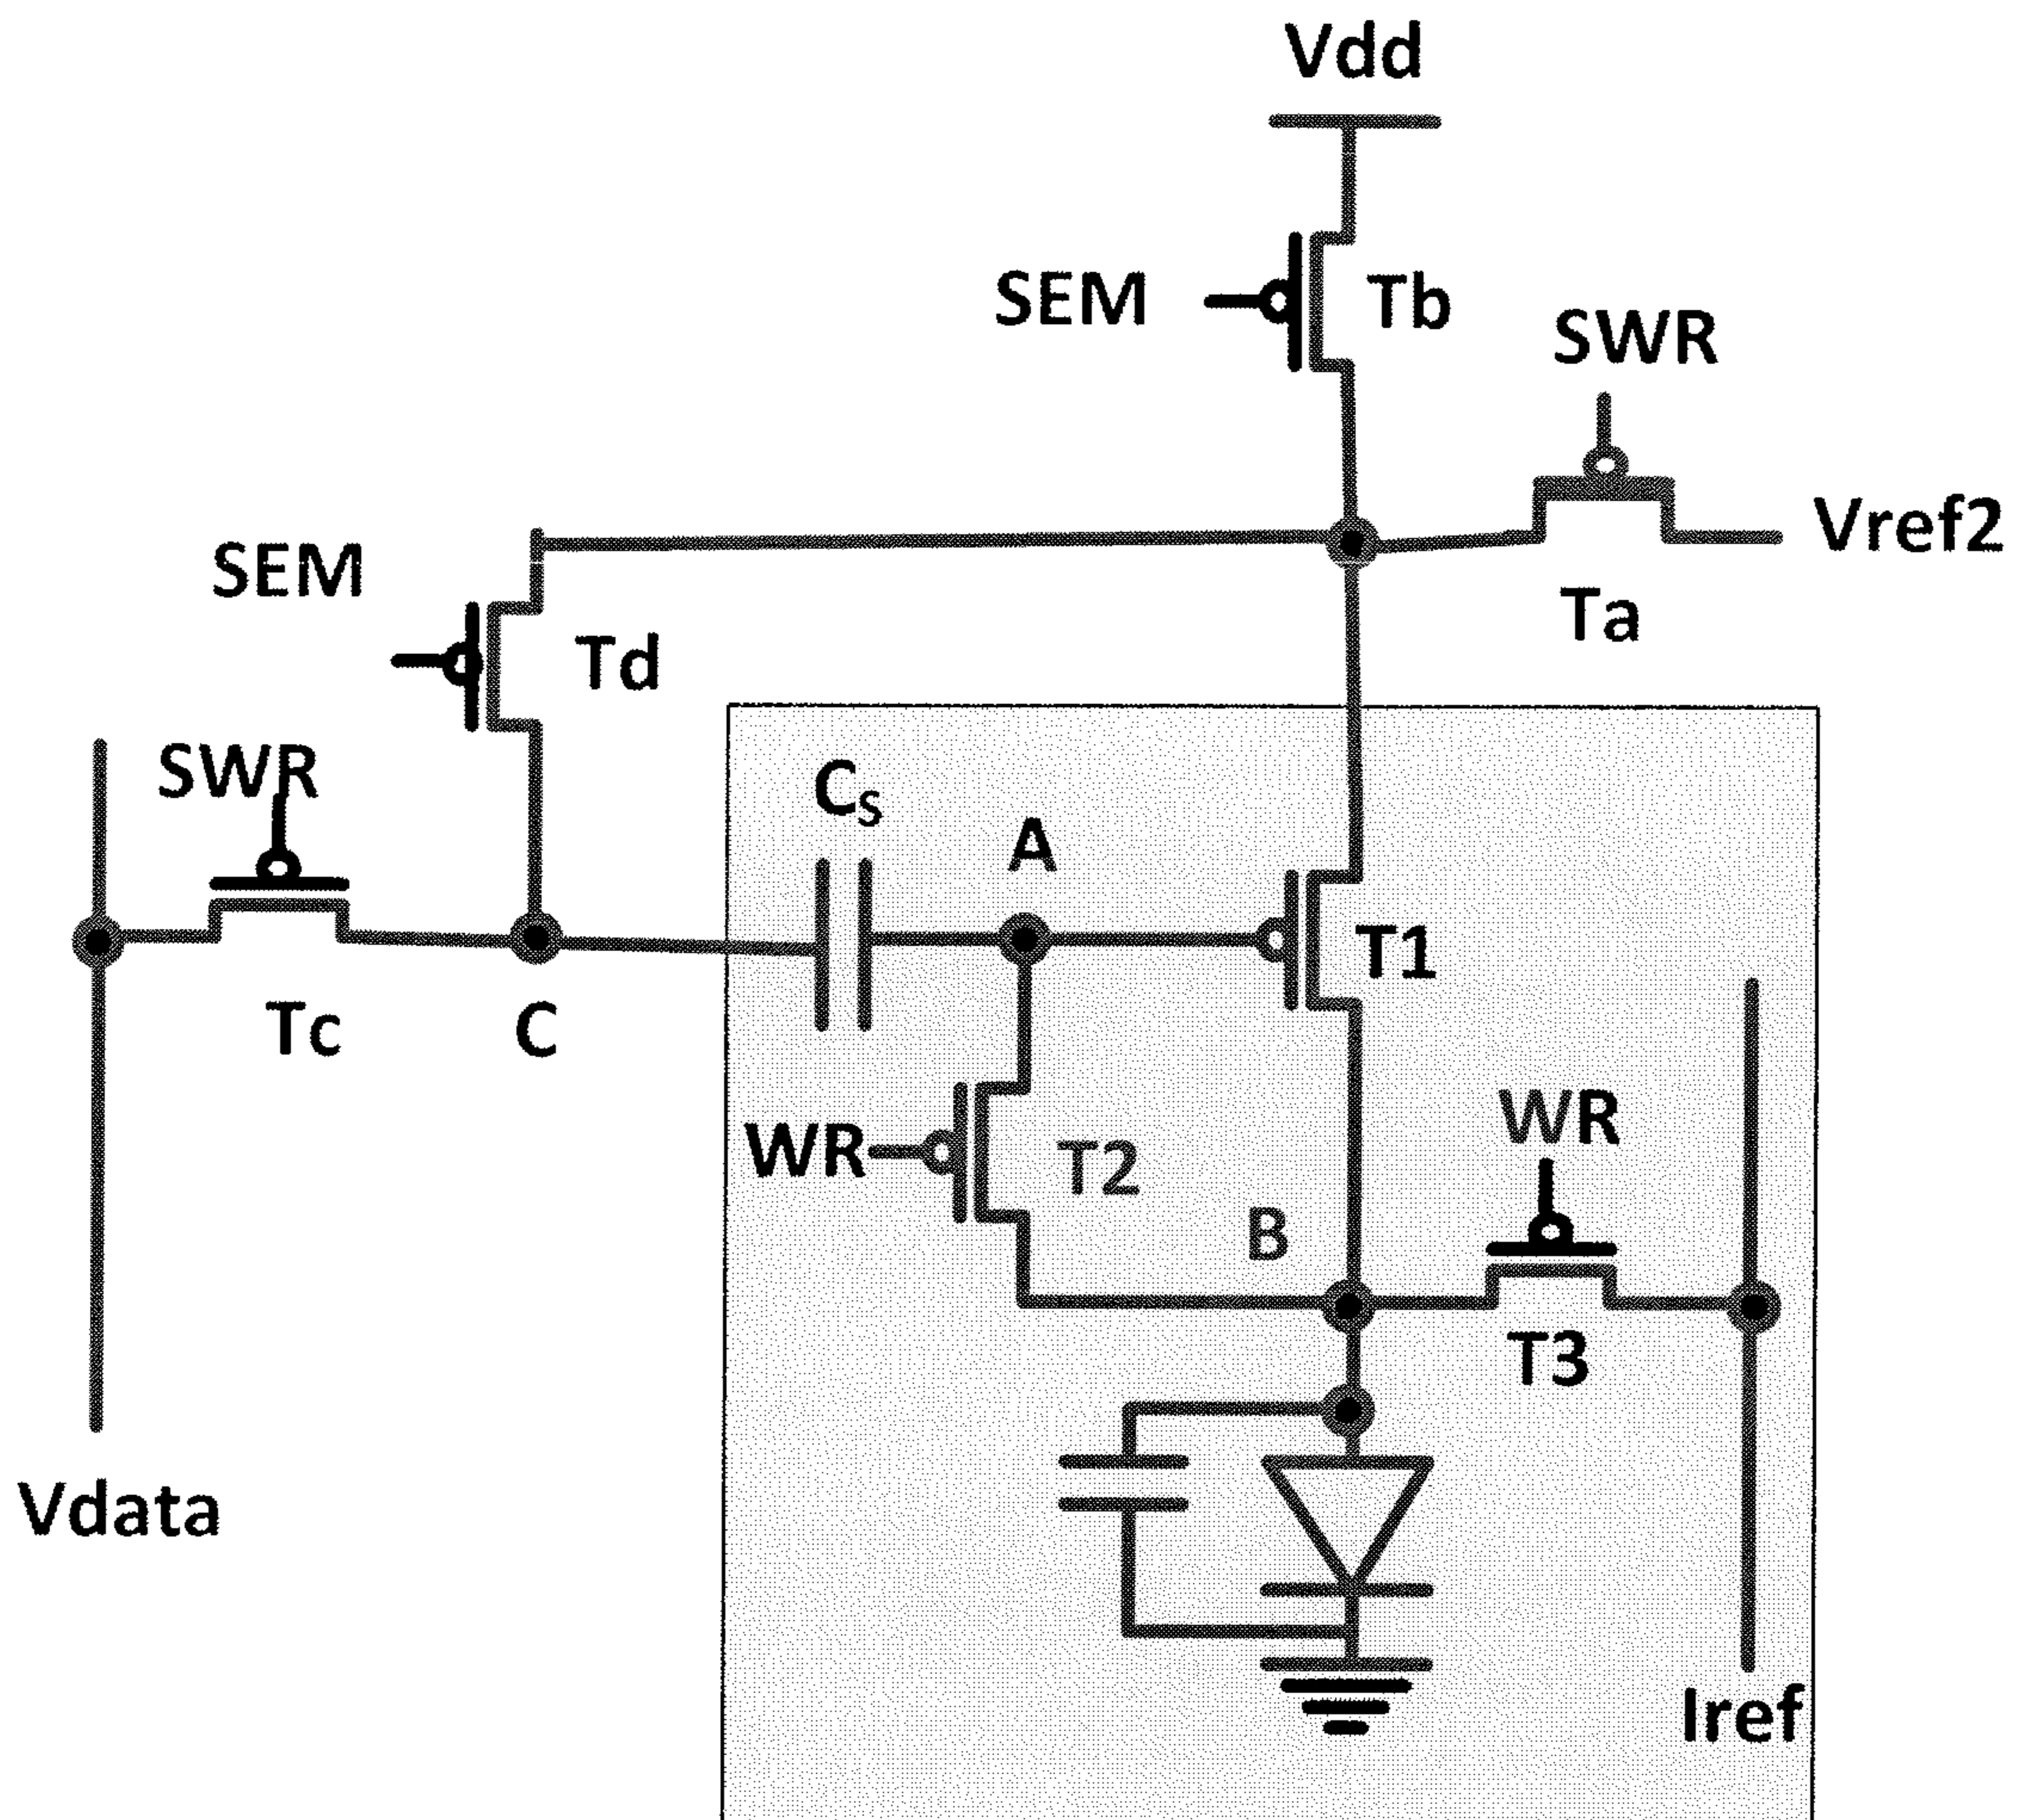 Vdd
SEM
Tb
SWR
Vref2
SEM
Ta
Td
SWR
Cs
A
T1
Tc
C
WR
WR
T2
B
T3
Vdata
Iref